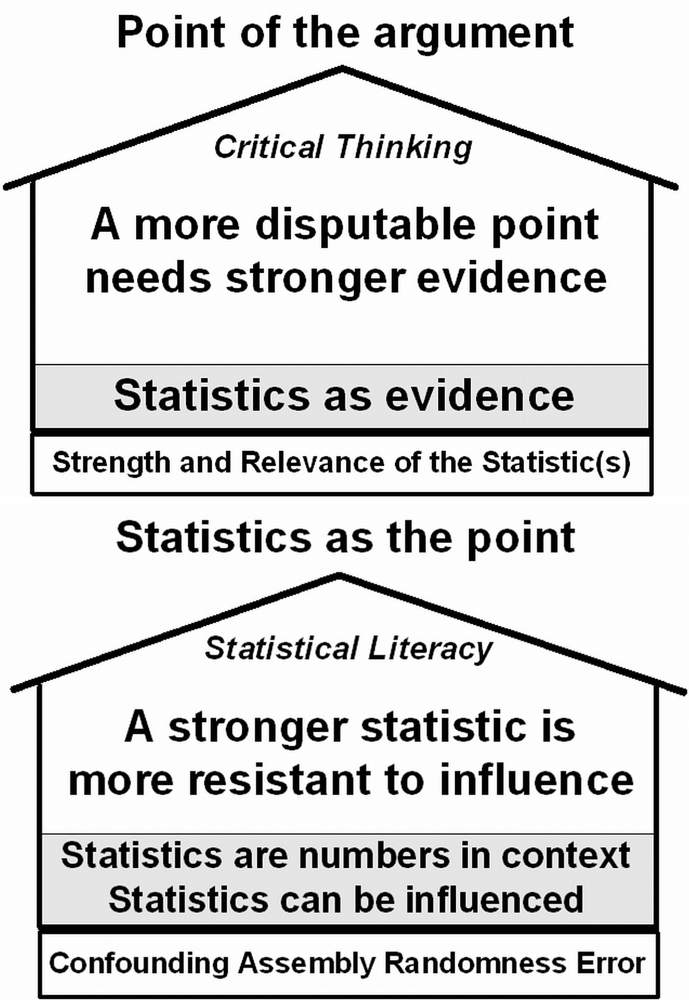 Point of the argument
Critical Thinking
A more disputable point
needs stronger evidence
Statistics as evidence
Strength and Relevance of the Statistic(s)
Statistics as the point
Statistical Literacy
A stronger statistic is
more resistant to influence
Statistics are numbers in context
Statistics can be influenced
Confounding Assembly Randomness Error